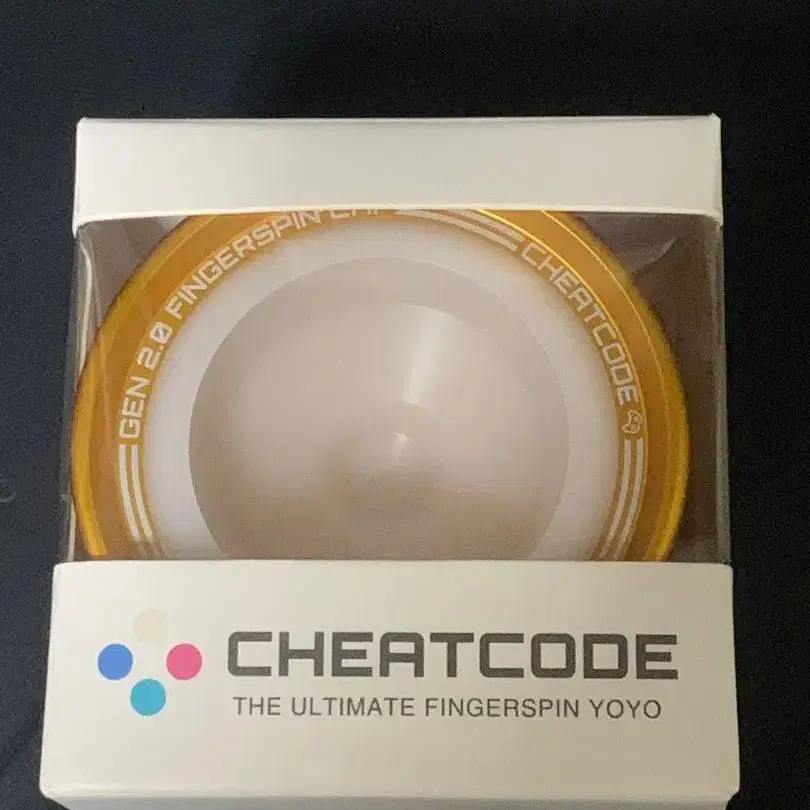 GEN 2.0 FINGERSPIN
CHEATCODE
CHEATCODE
THE ULTIMATE FINGERSPIN YOYO